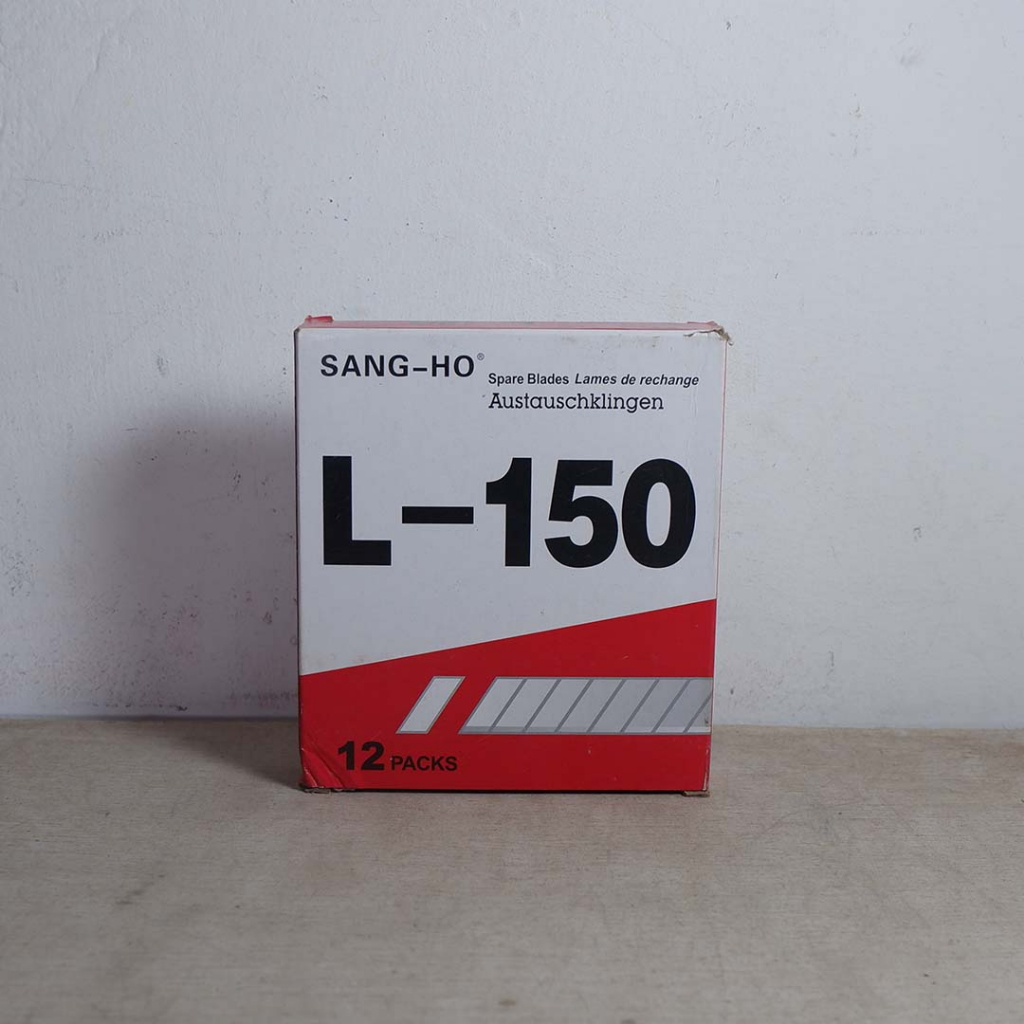 SANG-HO®
Spare Blades Lames de rechange
Austauschklingen
L-150
12 PACKS